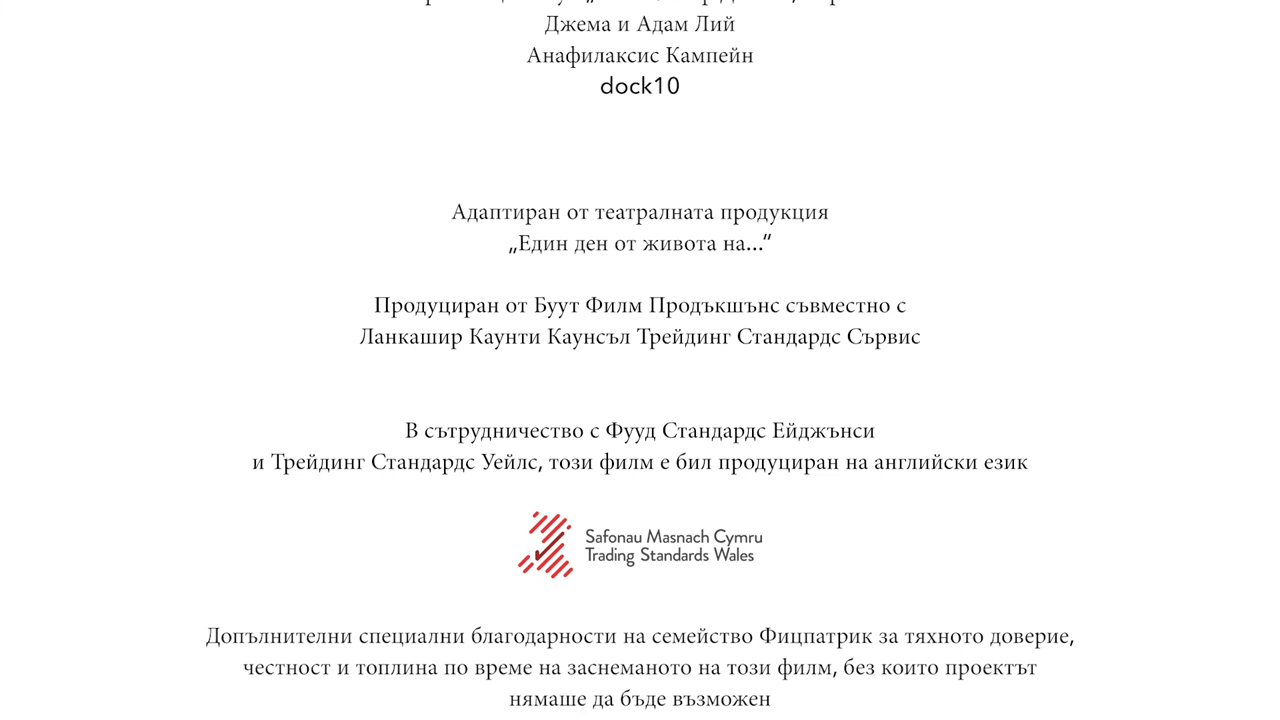 Джема и Адам Лий
Анафилаксис Кампейн
dock10
Адаптиран от театралната продукция
„Един ден от живота на...“
Продуциран от Буут Филм Продъкшънс съвместно с
Ланкашир Каунти Каунсъл Трейдинг Стандардс Сървис
В сътрудничество с Фууд Стандардс Ейджънси
и Трейдинг Стандардс Уейлс, този филм е бил продуциран на английски език
Safonau Masnach Cymru
Trading Standards Wales
Допълнителни специални благодарности на семейство Фицпатрик за тяхното доверие,
честност и топлина по време на заснеманото на този филм, без които проектът
нямаше да бъде възможен